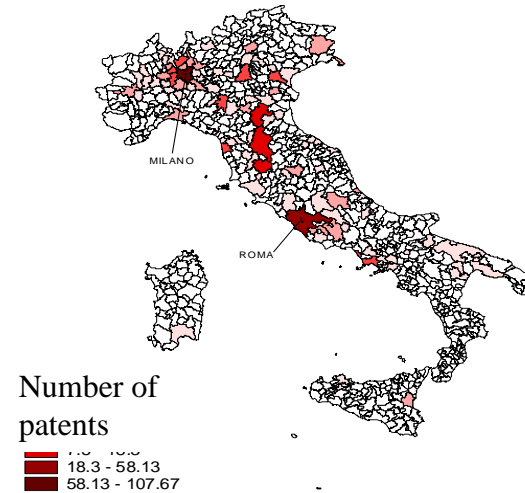 MILANO
ROMA
Number of
patents
18.3 - 58.13
58.13 - 107.67